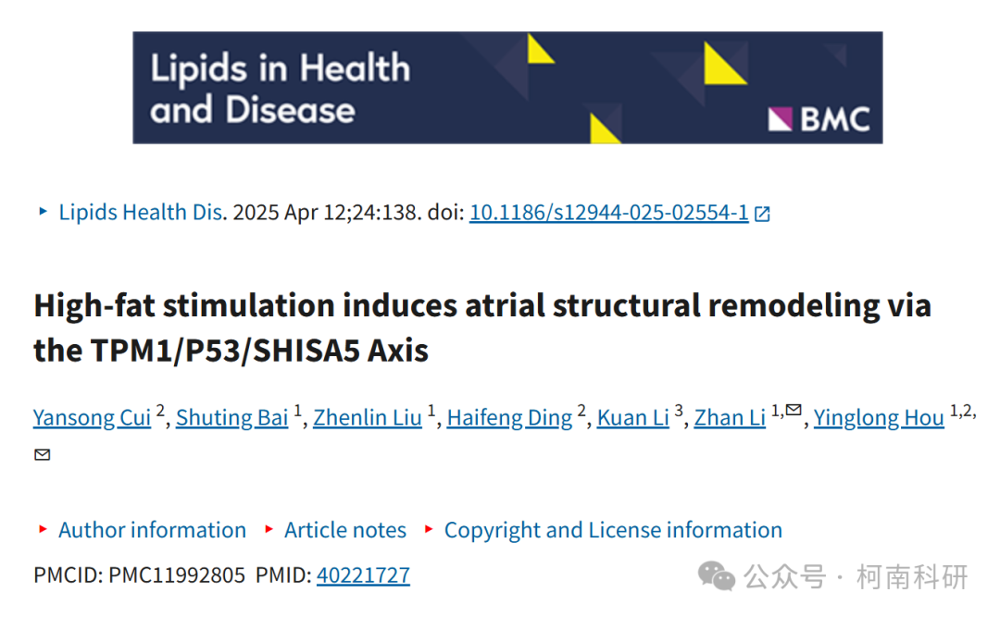 Lipids in Health
and Disease
BMC
Lipids Health Dis. 2025 Apr 12;24:138. doi: 10.1186/s12944-025-02554-1
High-fat stimulation induces atrial structural remodeling via
the TPM1/P53/SHISA5 Axis
Yansong Cui 2, Shuting Bai 1, Zhenlin Liu 1, Haifeng Ding 2, Kuan Li 3, Zhan Li 1,✉, Yinglong Hou 1,2,
✉
Author information Article notes Copyright and License information
PMCID: PMC11992805 PMID: 40221727
公众号 · 柯南科研